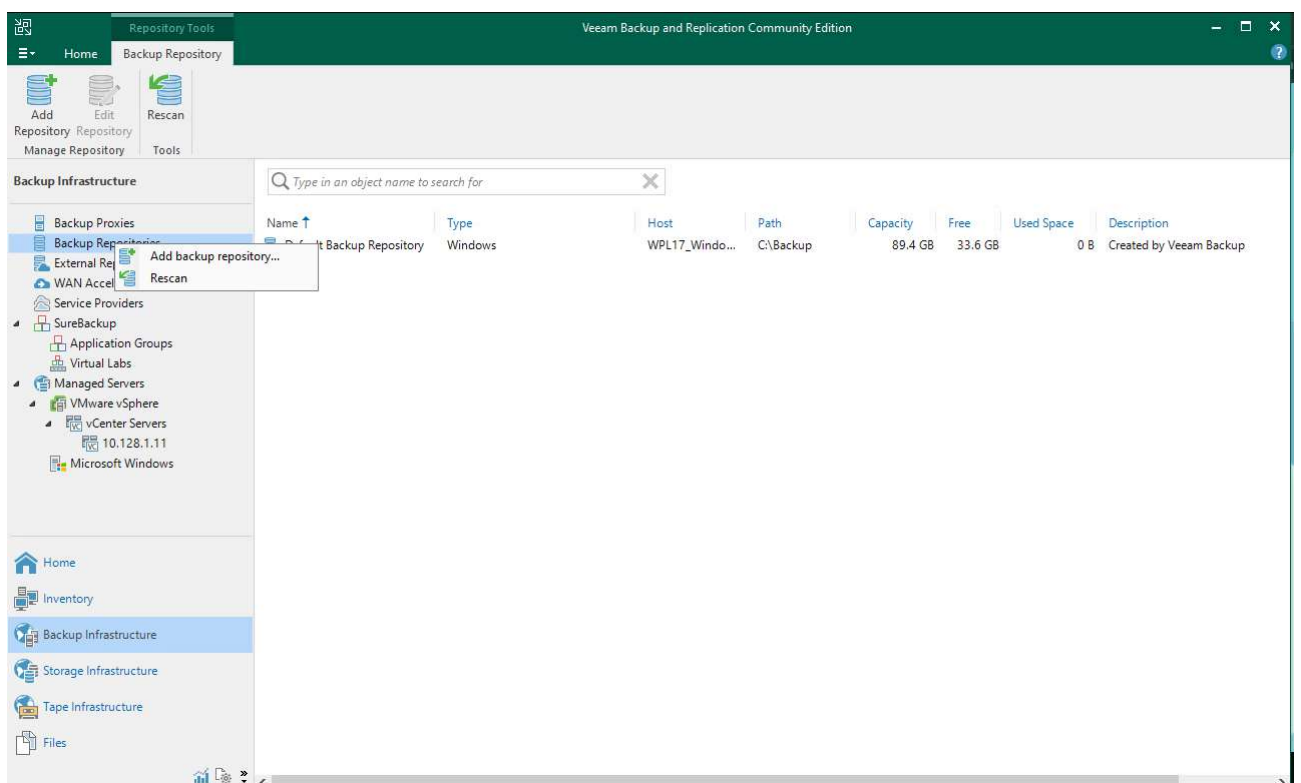 Repository Tools
Veeam Backup and Replication Community Edition
Home
Backup Repository
Add Repository
Edit Repository
Rescan
Manage Repository
Tools
Backup Infrastructure
Type in an object name to search for
Backup Proxies
Backup Repositories
External Re
WAN Accel
Service Providers
SureBackup
Application Groups
Virtual Labs
Managed Servers
VMware vSphere
vCenter Servers
10.128.1.11
Microsoft Windows
Add backup repository...
Rescan
Name Type Host Path Capacity Free Used Space Description
t Backup Repository Windows WPL17_Windo... C:\Backup 89.4 GB 33.6 GB 0 B Created by Veeam Backup
Home
Inventory
Backup Infrastructure
Storage Infrastructure
Tape Infrastructure
Files